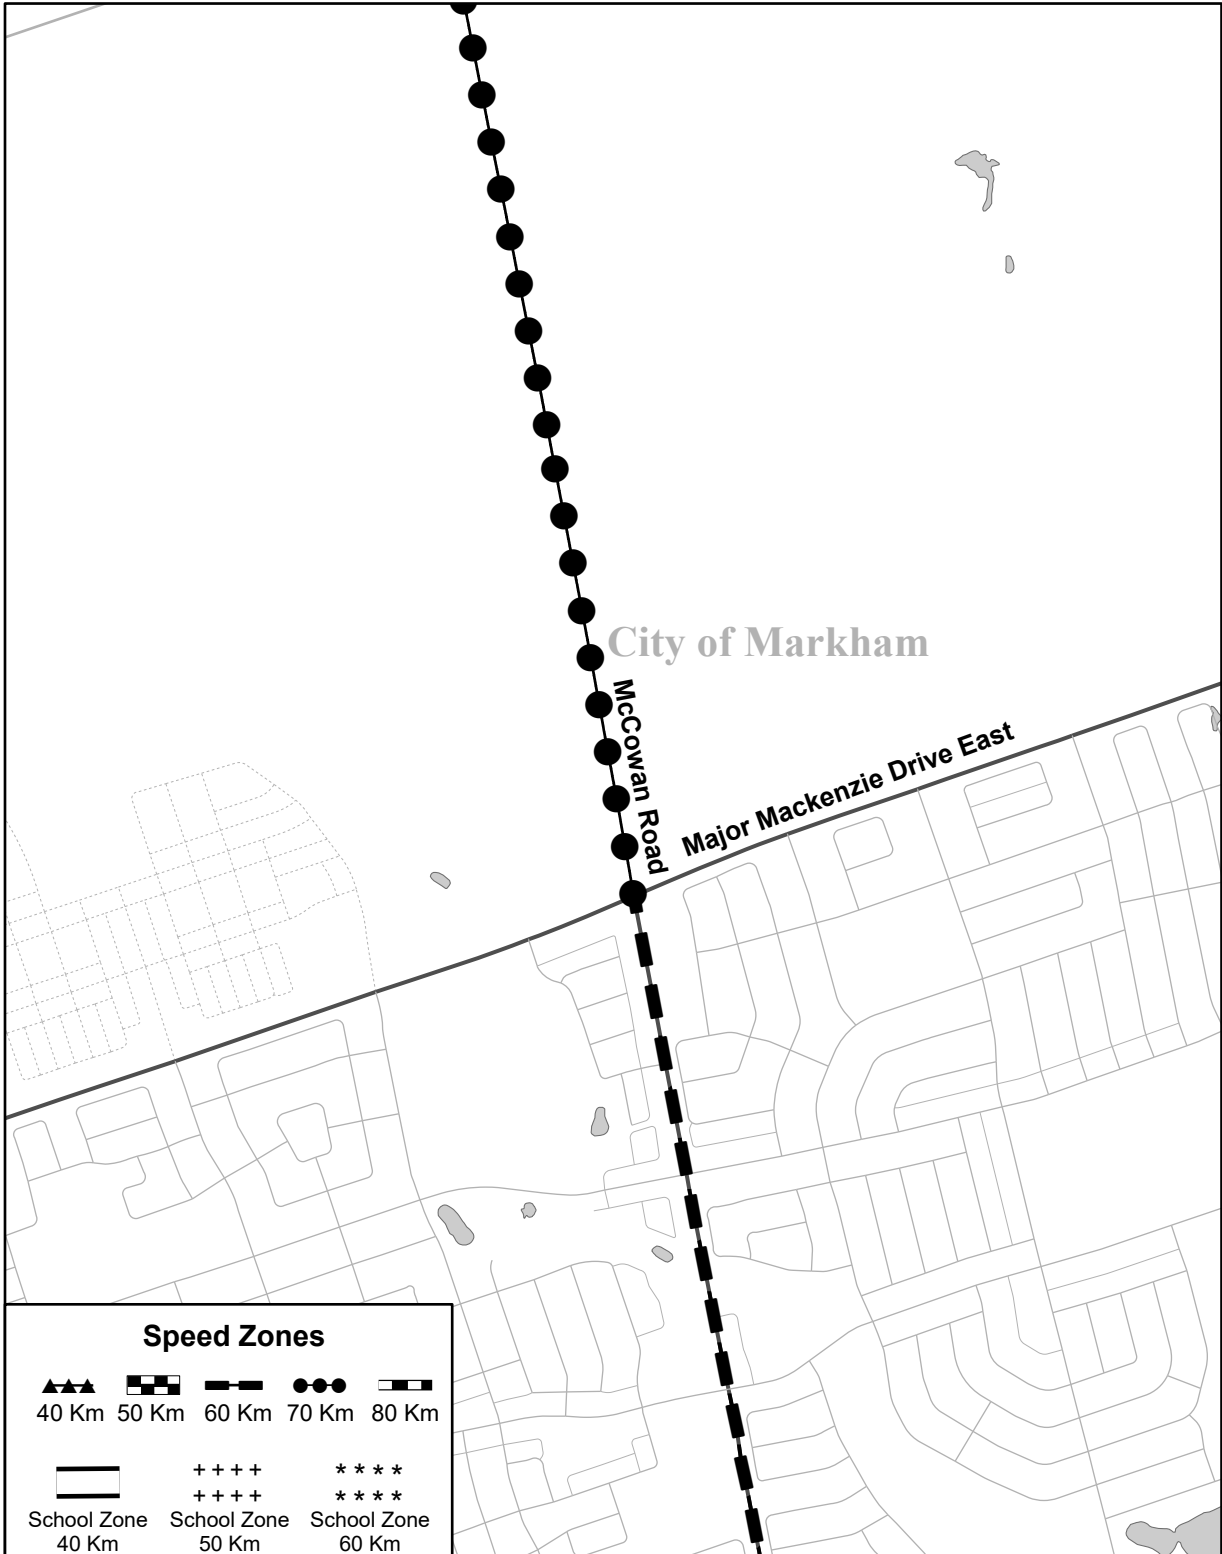 City of Markham
McCowan Road
Major Mackenzie Drive East
Speed Zones
40 Km 50 Km 60 Km 70 Km 80 Km
School Zone School Zone School Zone
40 Km 50 Km 60 Km